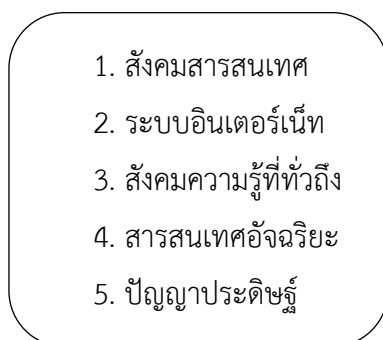 1. สังคมสารสนเทศ
2. ระบบอินเตอร์เน็ท
3. สังคมความรู้ที่ทั่วถึง
4. สารสนเทศอัจฉริยะ
5. ปัญญาประดิษฐ์